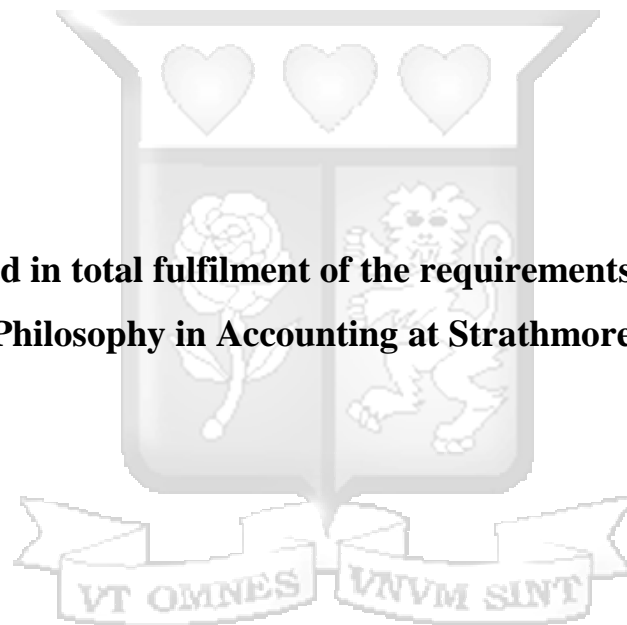 d in total fulfilment of the requirements
Philosophy in Accounting at Strathmore
VT OMNES VNVM SINT